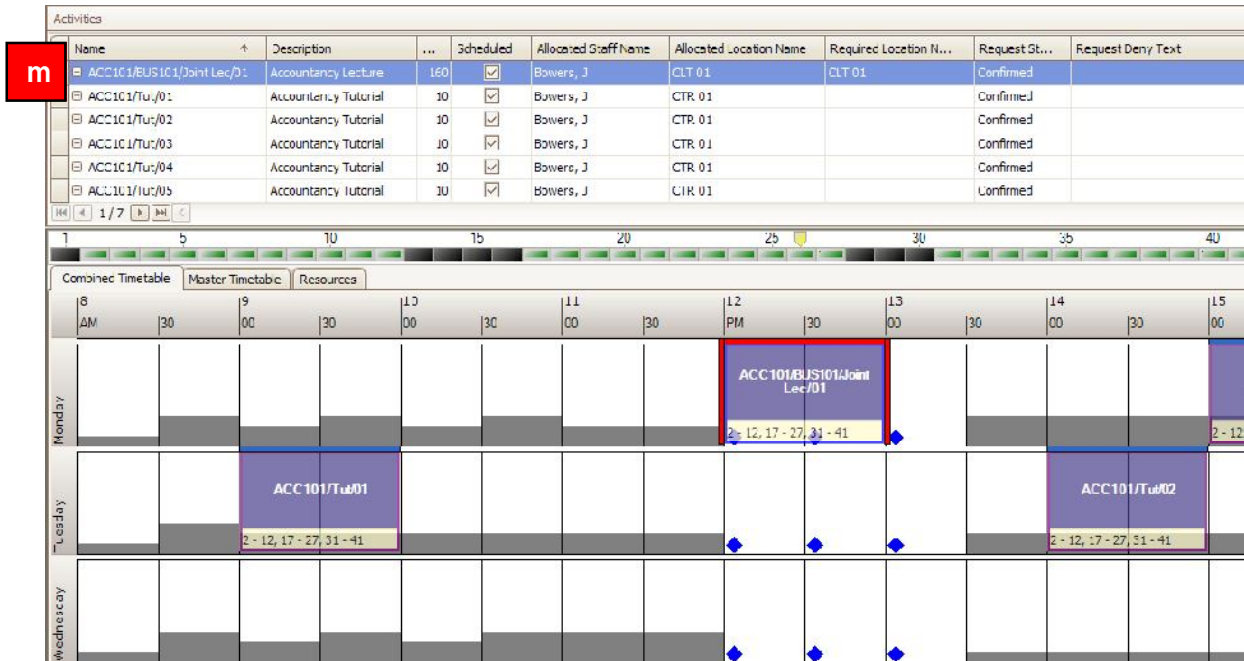 Activities
m
Name Description ... Scheduled Allocated Staff Name Allocated Location Name Required Location N... Request St... Request Deny Text
ACC101/BUS101/Joint Lec/01 Accountancy Lecture 160 Bowers, J CLT 01 CLT 01 Confirmed
ACC101/Tut/01 Accountancy Tutorial 10 Bowers, J CTR 01 Confirmed
ACC101/Tut/02 Accountancy Tutorial 10 Bowers, J CTR 01 Confirmed
ACC101/Tut/03 Accountancy Tutorial 10 Bowers, J CTR 01 Confirmed
ACC101/Tut/04 Accountancy Tutorial 10 Bowers, J CTR 01 Confirmed
ACC101/Tut/05 Accountancy Tutorial 10 Bowers, J CTR 01 Confirmed
1 / 7
1 5 10 15 20 25 30 35 40
Combined Timetable Master Timetable Resources
8 9 10 11 12 13 14 15
AM 30 00 30 00 30 00 30 PM 30 00 30 00 30 00
Monday
ACC101/BUS101/Joint
Lec/01
2 - 12, 17 - 27, 31 - 41
2 - 12
Tuesday
ACC101/Tut/01
2 - 12, 17 - 27, 31 - 41
ACC101/Tut/02
2 - 12, 17 - 27, 31 - 41
Wednesday